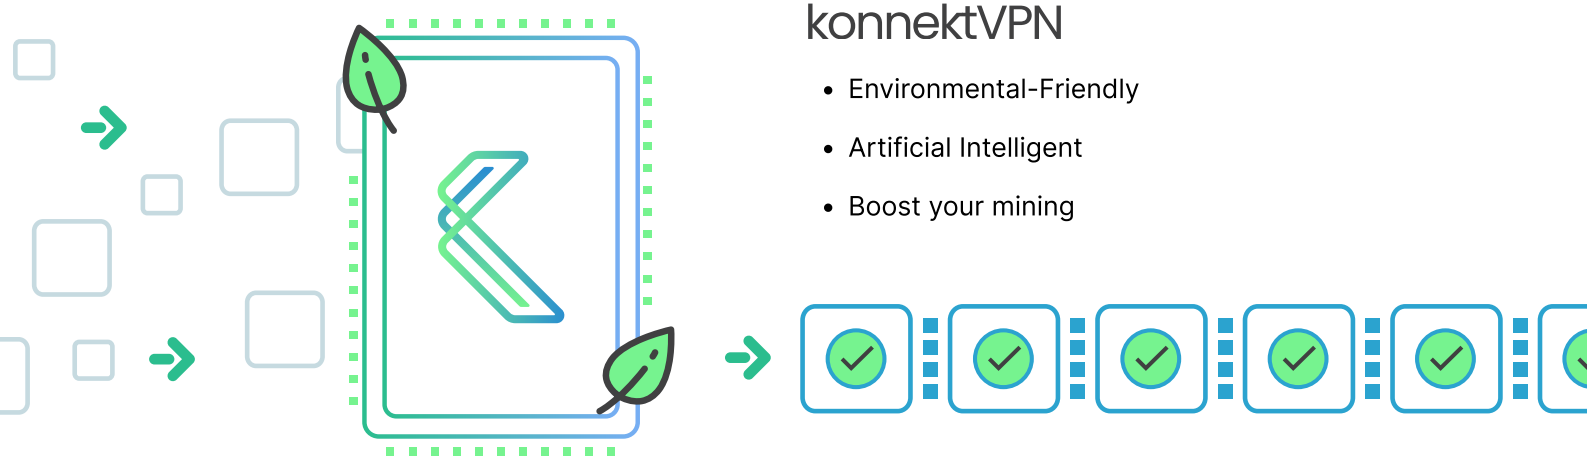 konnektVPN
Environmental-Friendly
Artificial Intelligent
Boost your mining